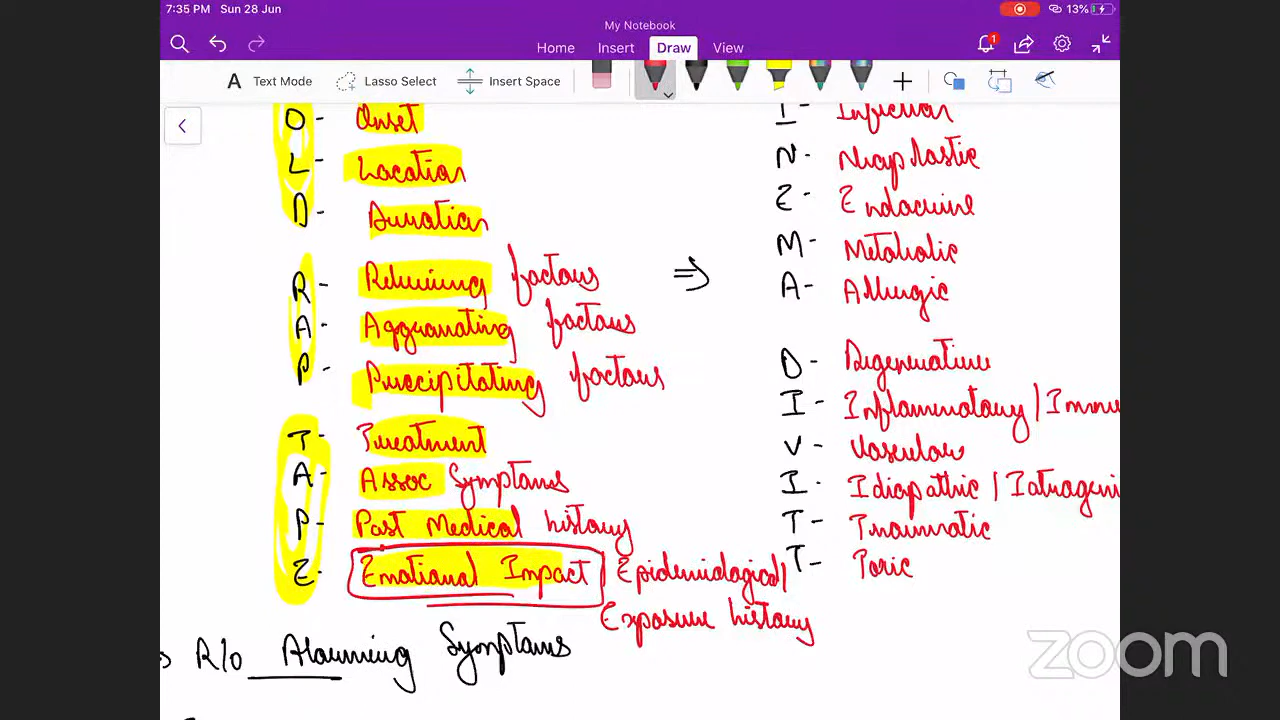 7:35 PM Sun 28 Jun
13%
My Notebook
Home Insert Draw View
1
A Text Mode Lasso Select Insert Space
O - Onset
L - Location
D - Duration
R - Relieving factors
A - Aggravating factors
P - Precipitating factors
T - Treatment
A - Assoc Symptoms
P - Past Medical history
E - Emotional Impact Epidemiological/
Exposure history
R/o Alarming Symptoms
⇒
I - Infection
N - Neoplastic
E - Endocrine
M - Metabolic
A - Allergic
D - Degenerative
I - Inflammatory / Immu
V - Vascular
I - Idiopathic / Iatrogeni
T - Traumatic
T - Toxic
zoom